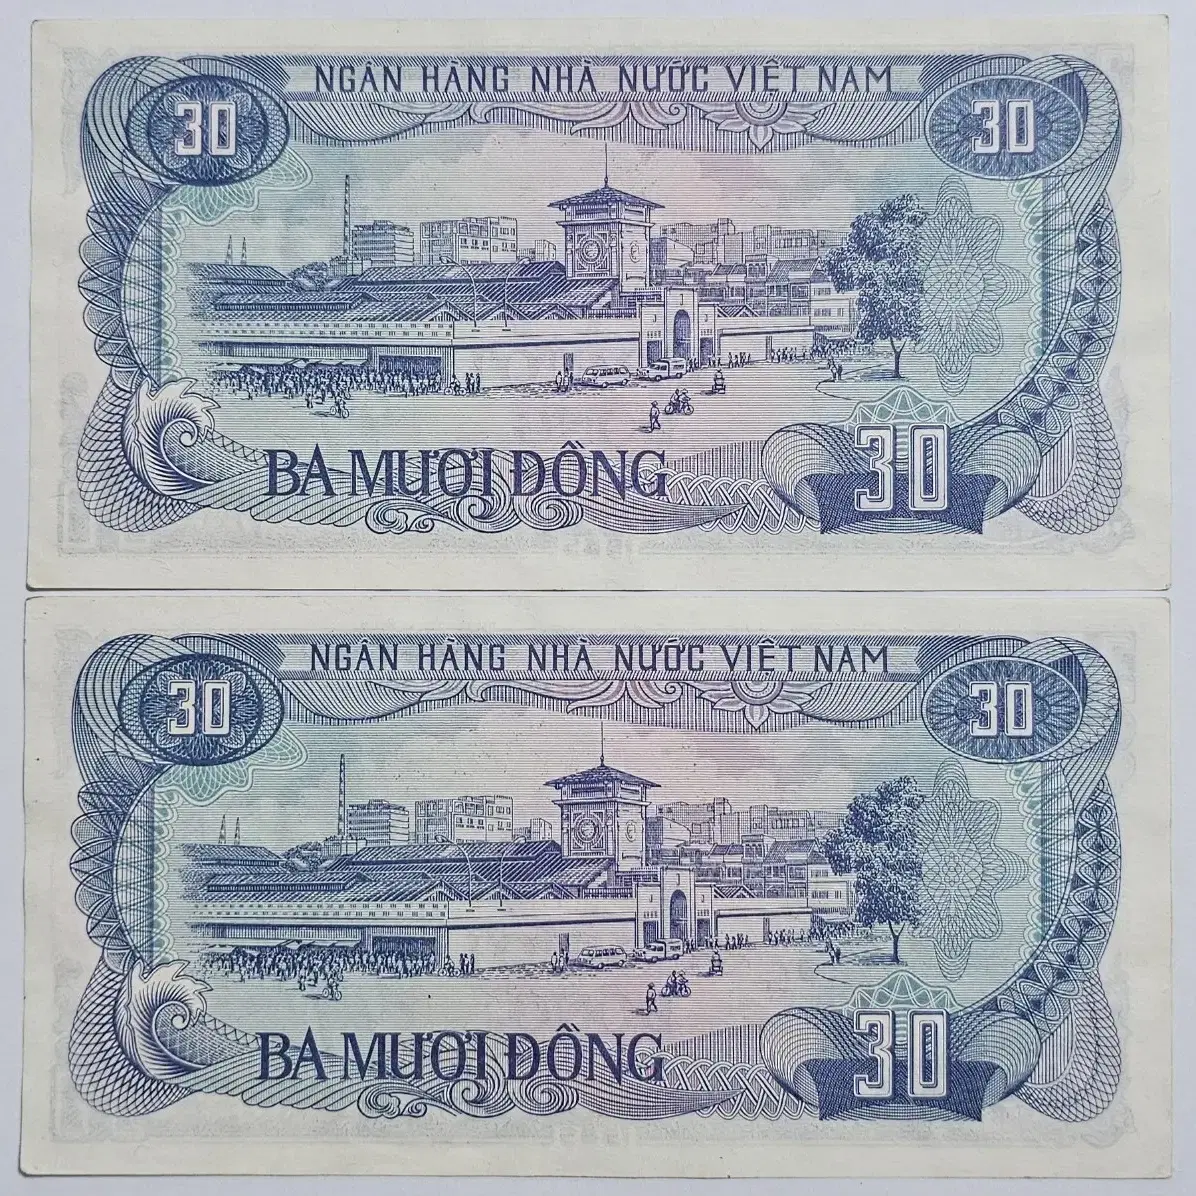 NGÂN HÀNG NHÀ NƯỚC VIỆT NAM
30 30
BA MƯƠI ĐỒNG
30
NGÂN HÀNG NHÀ NƯỚC VIỆT NAM
30 30
BA MƯƠI ĐỒNG
30